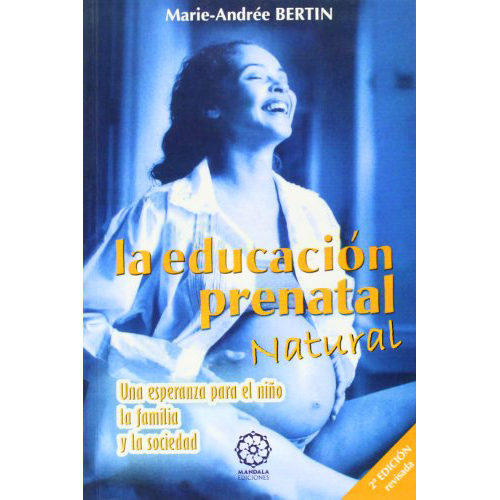 Marie-Andrée BERTIN
la educación
prenatal
Natural
Una esperanza para el niño
la familia
y la sociedad
MANDALA
EDICIONES
2ª EDICIÓN
revisada